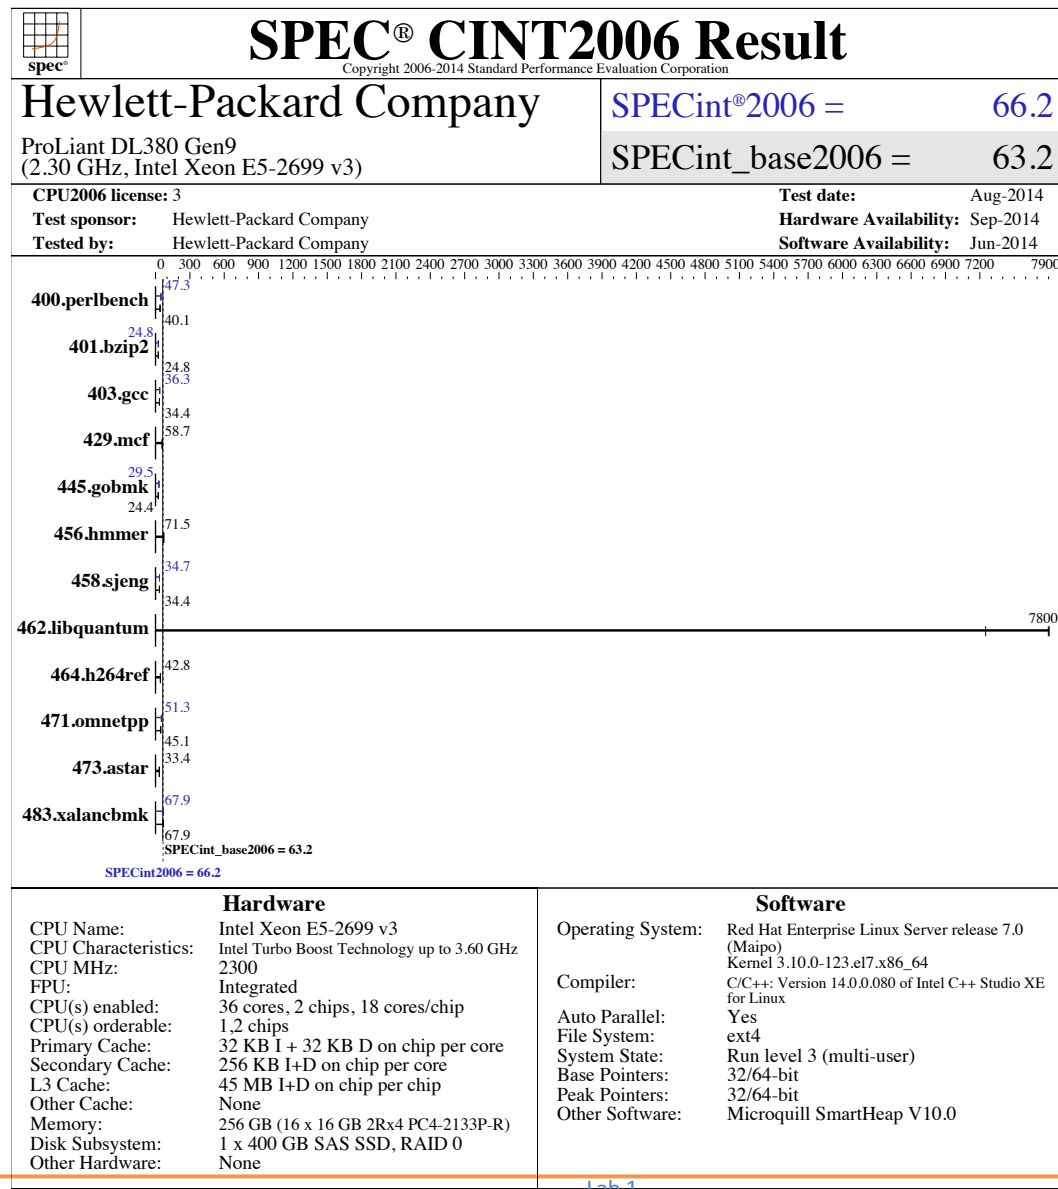 spec®
SPEC® CINT2006 Result
Copyright 2006-2014 Standard Performance Evaluation Corporation
Hewlett-Packard Company
ProLiant DL380 Gen9
(2.30 GHz, Intel Xeon E5-2699 v3)
SPECint®2006 = 66.2
SPECint_base2006 = 63.2
CPU2006 license: 3
Test sponsor: Hewlett-Packard Company
Tested by: Hewlett-Packard Company
Test date: Aug-2014
Hardware Availability: Sep-2014
Software Availability: Jun-2014
0 300 600 900 1200 1500 1800 2100 2400 2700 3000 3300 3600 3900 4200 4500 4800 5100 5400 5700 6000 6300 6600 6900 7200 7900
47.3
400.perlbench
40.1
24.8
401.bzip2
24.8
36.3
403.gcc
34.4
58.7
429.mcf
29.5
445.gobmk
24.4
71.5
456.hmmer
34.7
458.sjeng
34.4
7800
462.libquantum
42.8
464.h264ref
51.3
471.omnetpp
45.1
33.4
473.astar
67.9
483.xalancbmk
67.9
SPECint_base2006 = 63.2
SPECint2006 = 66.2
Hardware
CPU Name: Intel Xeon E5-2699 v3
CPU Characteristics: Intel Turbo Boost Technology up to 3.60 GHz
CPU MHz: 2300
FPU: Integrated
CPU(s) enabled: 36 cores, 2 chips, 18 cores/chip
CPU(s) orderable: 1,2 chips
Primary Cache: 32 KB I + 32 KB D on chip per core
Secondary Cache: 256 KB I+D on chip per core
L3 Cache: 45 MB I+D on chip per chip
Other Cache: None
Memory: 256 GB (16 x 16 GB 2Rx4 PC4-2133P-R)
Disk Subsystem: 1 x 400 GB SAS SSD, RAID 0
Other Hardware: None
Software
Operating System: Red Hat Enterprise Linux Server release 7.0
(Maipo)
Kernel 3.10.0-123.el7.x86_64
Compiler: C/C++: Version 14.0.0.080 of Intel C++ Studio XE
for Linux
Auto Parallel: Yes
File System: ext4
System State: Run level 3 (multi-user)
Base Pointers: 32/64-bit
Peak Pointers: 32/64-bit
Other Software: Microquill SmartHeap V10.0
Lab 1